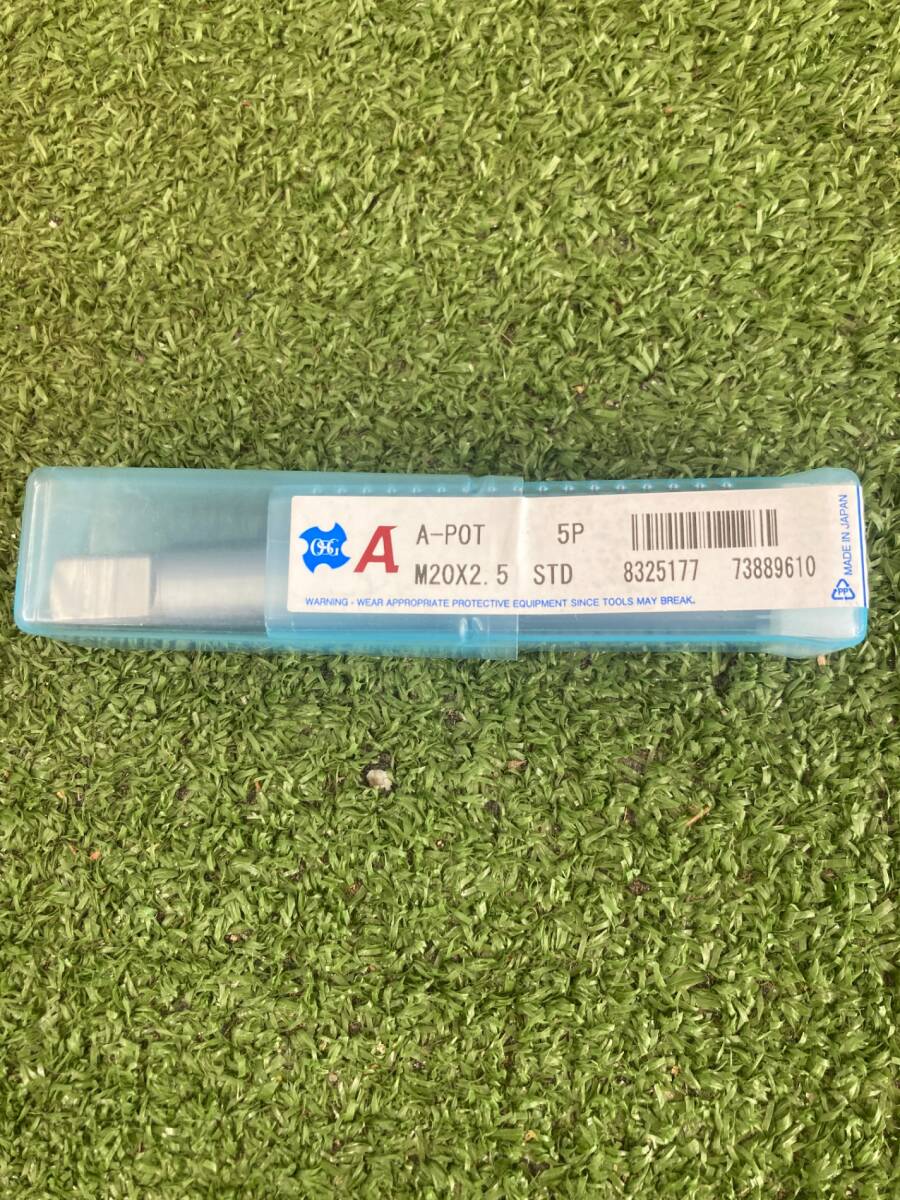 OSG A A-POT 5P
M20X2.5 STD 8325177 73889610
WARNING - WEAR APPROPRIATE PROTECTIVE EQUIPMENT SINCE TOOLS MAY BREAK.
MADE IN JAPAN
PP